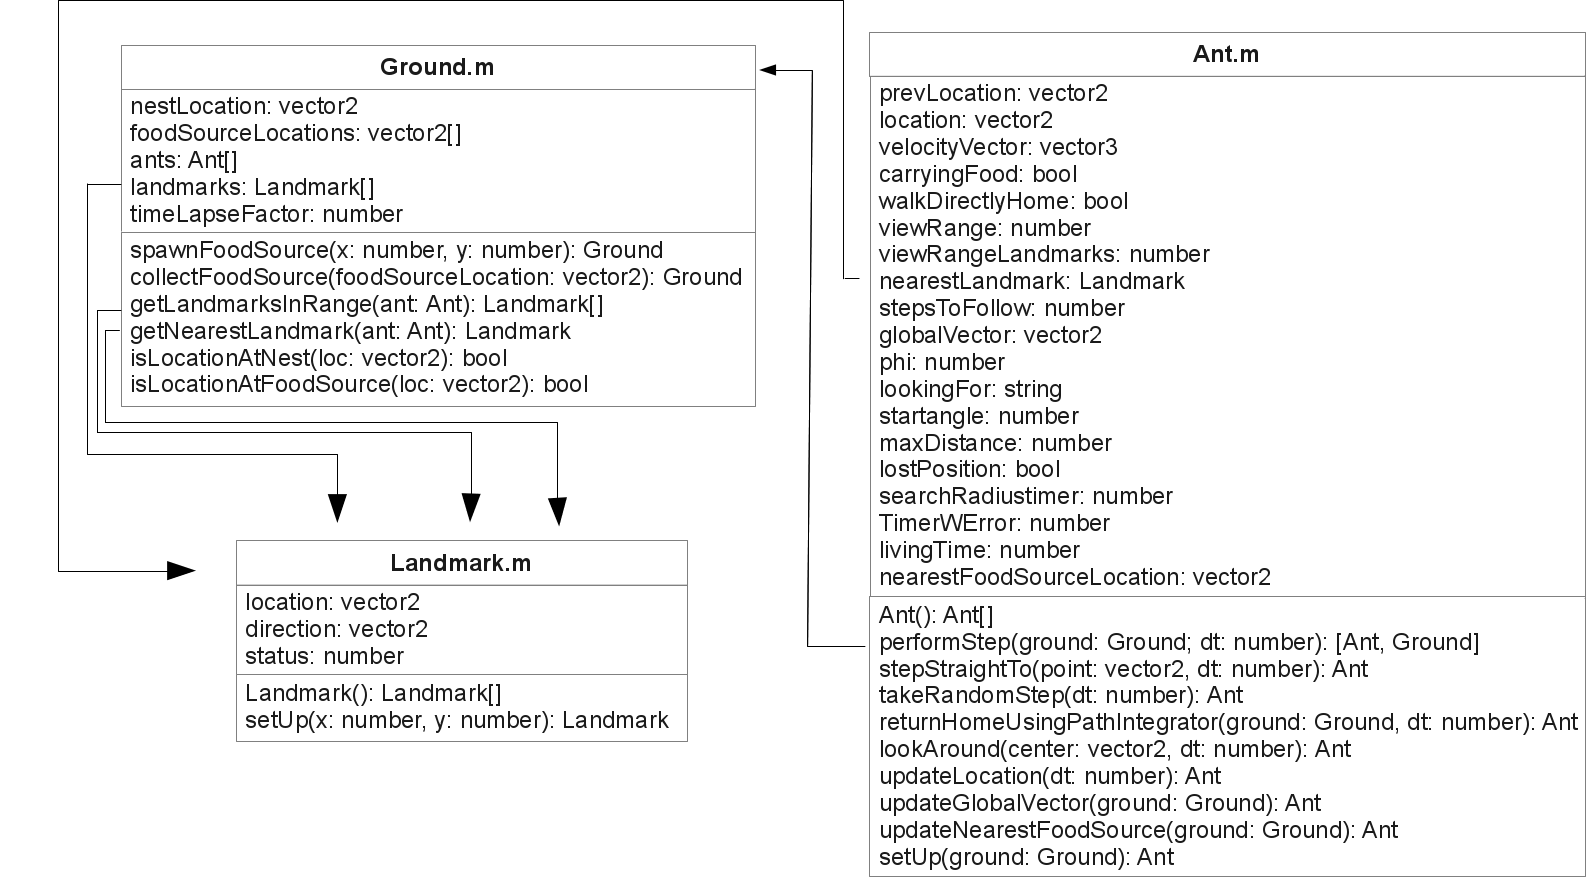 Ground.m
nestLocation: vector2
foodSourceLocations: vector2[]
ants: Ant[]
landmarks: Landmark[]
timeLapseFactor: number
spawnFoodSource(x: number, y: number): Ground
collectFoodSource(foodSourceLocation: vector2): Ground
getLandmarksInRange(ant: Ant): Landmark[]
getNearestLandmark(ant: Ant): Landmark
isLocationAtNest(loc: vector2): bool
isLocationAtFoodSource(loc: vector2): bool
Landmark.m
location: vector2
direction: vector2
status: number
Landmark(): Landmark[]
setUp(x: number, y: number): Landmark
Ant.m
prevLocation: vector2
location: vector2
velocityVector: vector3
carryingFood: bool
walkDirectlyHome: bool
viewRange: number
viewRangeLandmarks: number
nearestLandmark: Landmark
stepsToFollow: number
globalVector: vector2
phi: number
lookingFor: string
startangle: number
maxDistance: number
lostPosition: bool
searchRadiustimer: number
TimerWError: number
livingTime: number
nearestFoodSourceLocation: vector2
Ant(): Ant[]
performStep(ground: Ground; dt: number): [Ant, Ground]
stepStraightTo(point: vector2, dt: number): Ant
takeRandomStep(dt: number): Ant
returnHomeUsingPathIntegrator(ground: Ground, dt: number): Ant
lookAround(center: vector2, dt: number): Ant
updateLocation(dt: number): Ant
updateGlobalVector(ground: Ground): Ant
updateNearestFoodSource(ground: Ground): Ant
setUp(ground: Ground): Ant